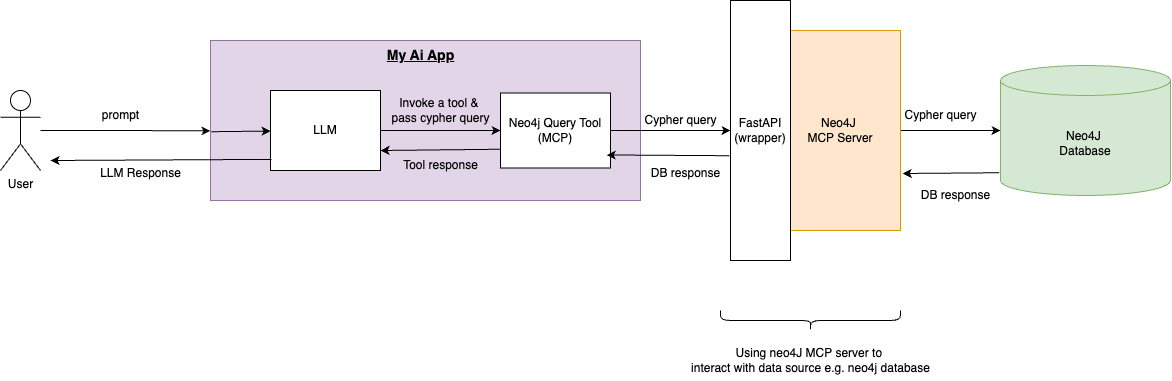 My Ai App
prompt
LLM
Invoke a tool &
pass cypher query
Neo4j Query Tool
(MCP)
Cypher query
FastAPI
(wrapper)
Neo4J
MCP Server
Cypher query
Neo4J
Database
LLM Response
Tool response
DB response
DB response
User
Using neo4J MCP server to
interact with data source e.g. neo4j database